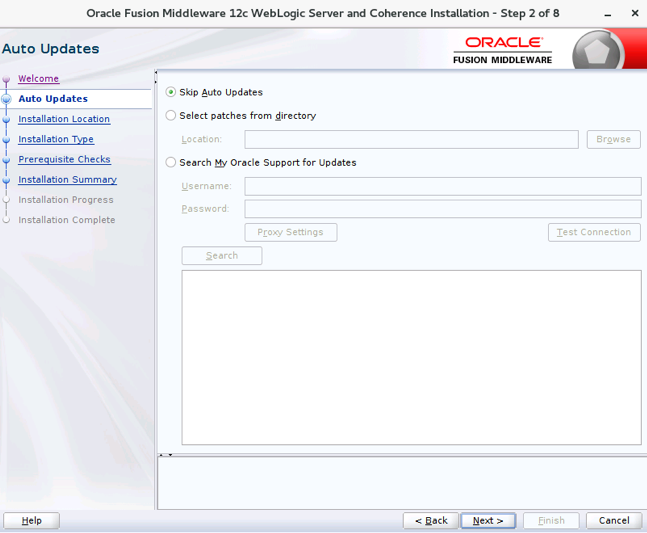 Oracle Fusion Middleware 12c WebLogic Server and Coherence Installation - Step 2 of 8
Auto Updates
ORACLE
FUSION MIDDLEWARE
Welcome
Auto Updates
Installation Location
Installation Type
Prerequisite Checks
Installation Summary
Installation Progress
Installation Complete
Skip Auto Updates
Select patches from directory
Location:
Browse
Search My Oracle Support for Updates
Username:
Password:
Proxy Settings
Test Connection
Search
Help
< Back
Next >
Finish
Cancel